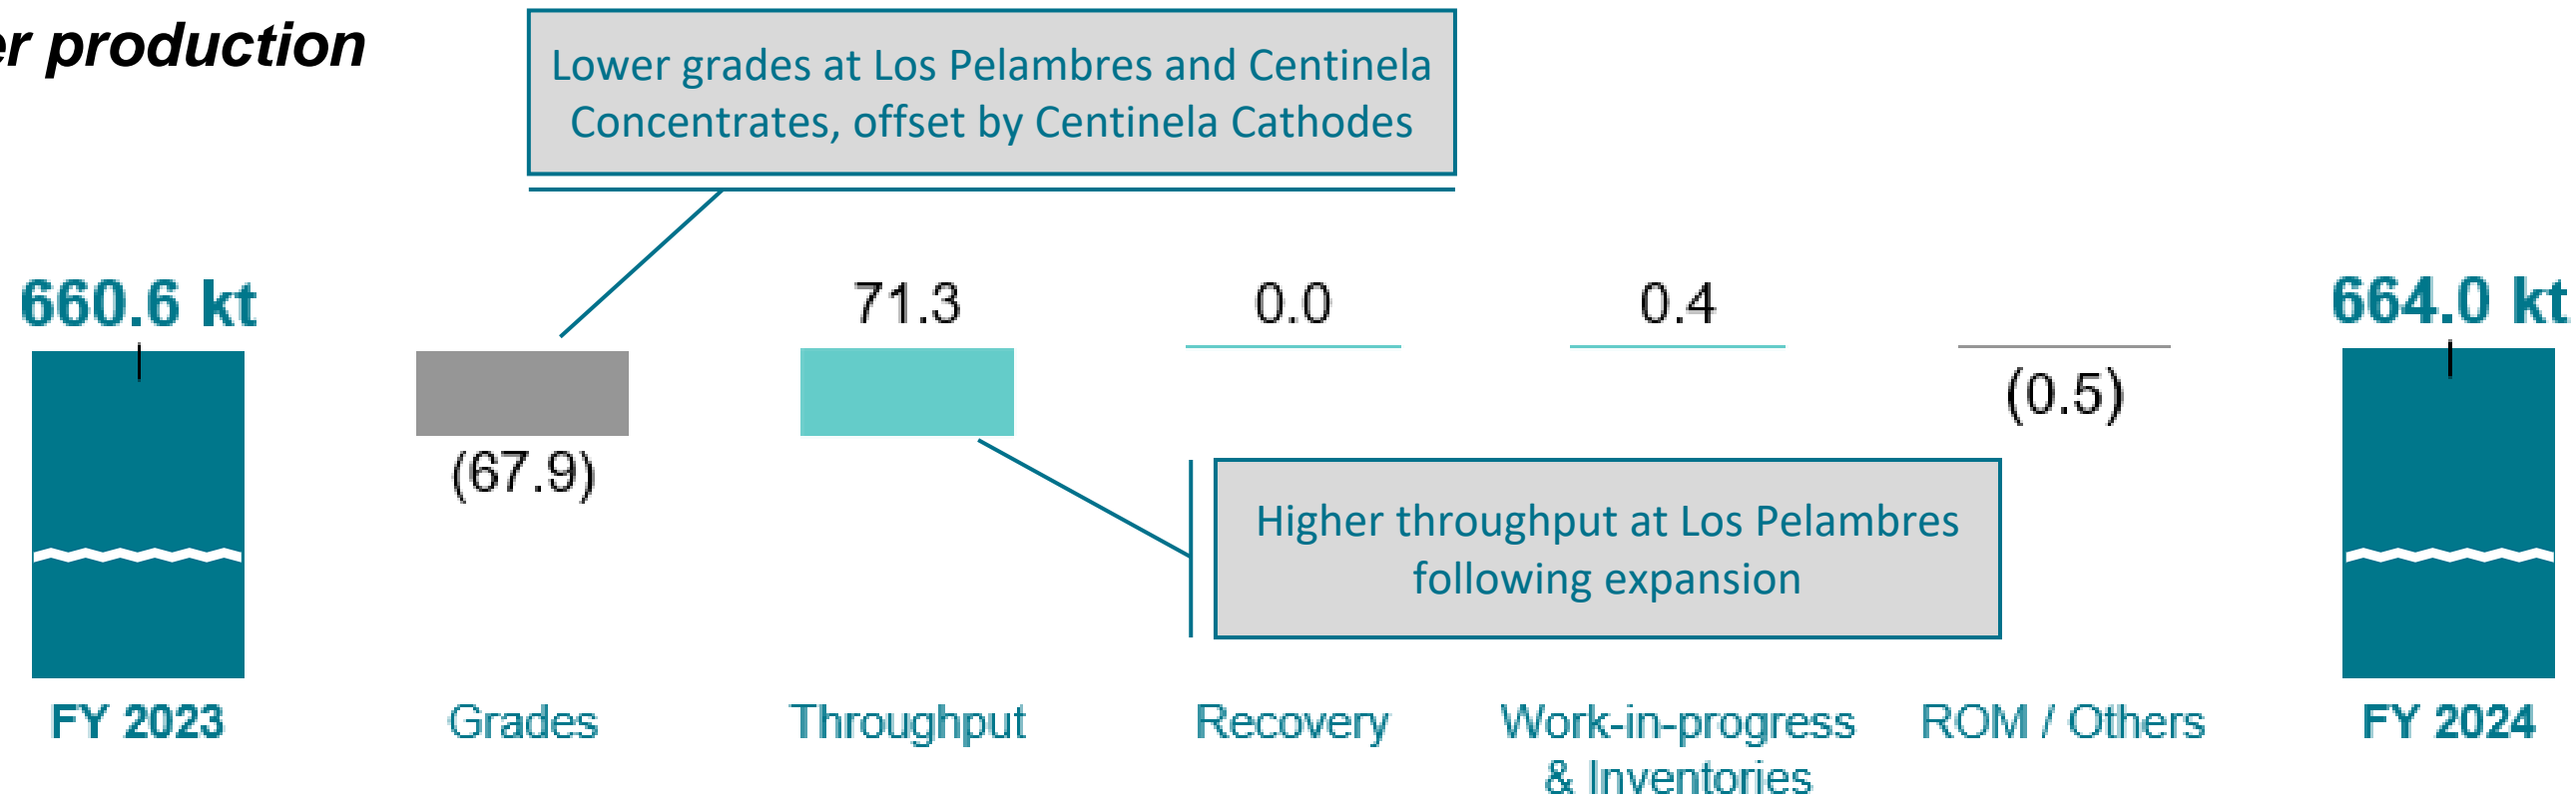 production
Lower grades at Los Pelambres and Centinela
Concentrates, offset by Centinela Cathodes
660.6 kt
71.3
0.0
0.4
664.0 kt
(67.9)
(0.5)
Higher throughput at Los Pelambres
following expansion
FY 2023
Grades
Throughput
Recovery
Work-in-progress
& Inventories
ROM / Others
FY 2024